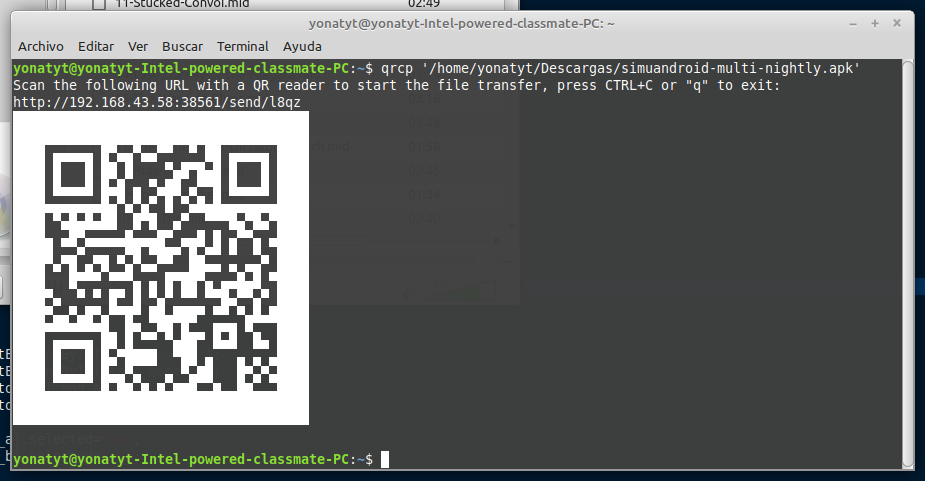 11-Stucked-Convoi.mid 02:49
yonatyt@yonatyt-Intel-powered-classmate-PC: ~
Archivo Editar Ver Buscar Terminal Ayuda
yonatyt@yonatyt-Intel-powered-classmate-PC:~$ qrcp '/home/yonatyt/Descargas/simuandroid-multi-nightly.apk'
Scan the following URL with a QR reader to start the file transfer, press CTRL+C or "q" to exit:
http://192.168.43.58:38561/send/l8qz
yonatyt@yonatyt-Intel-powered-classmate-PC:~$